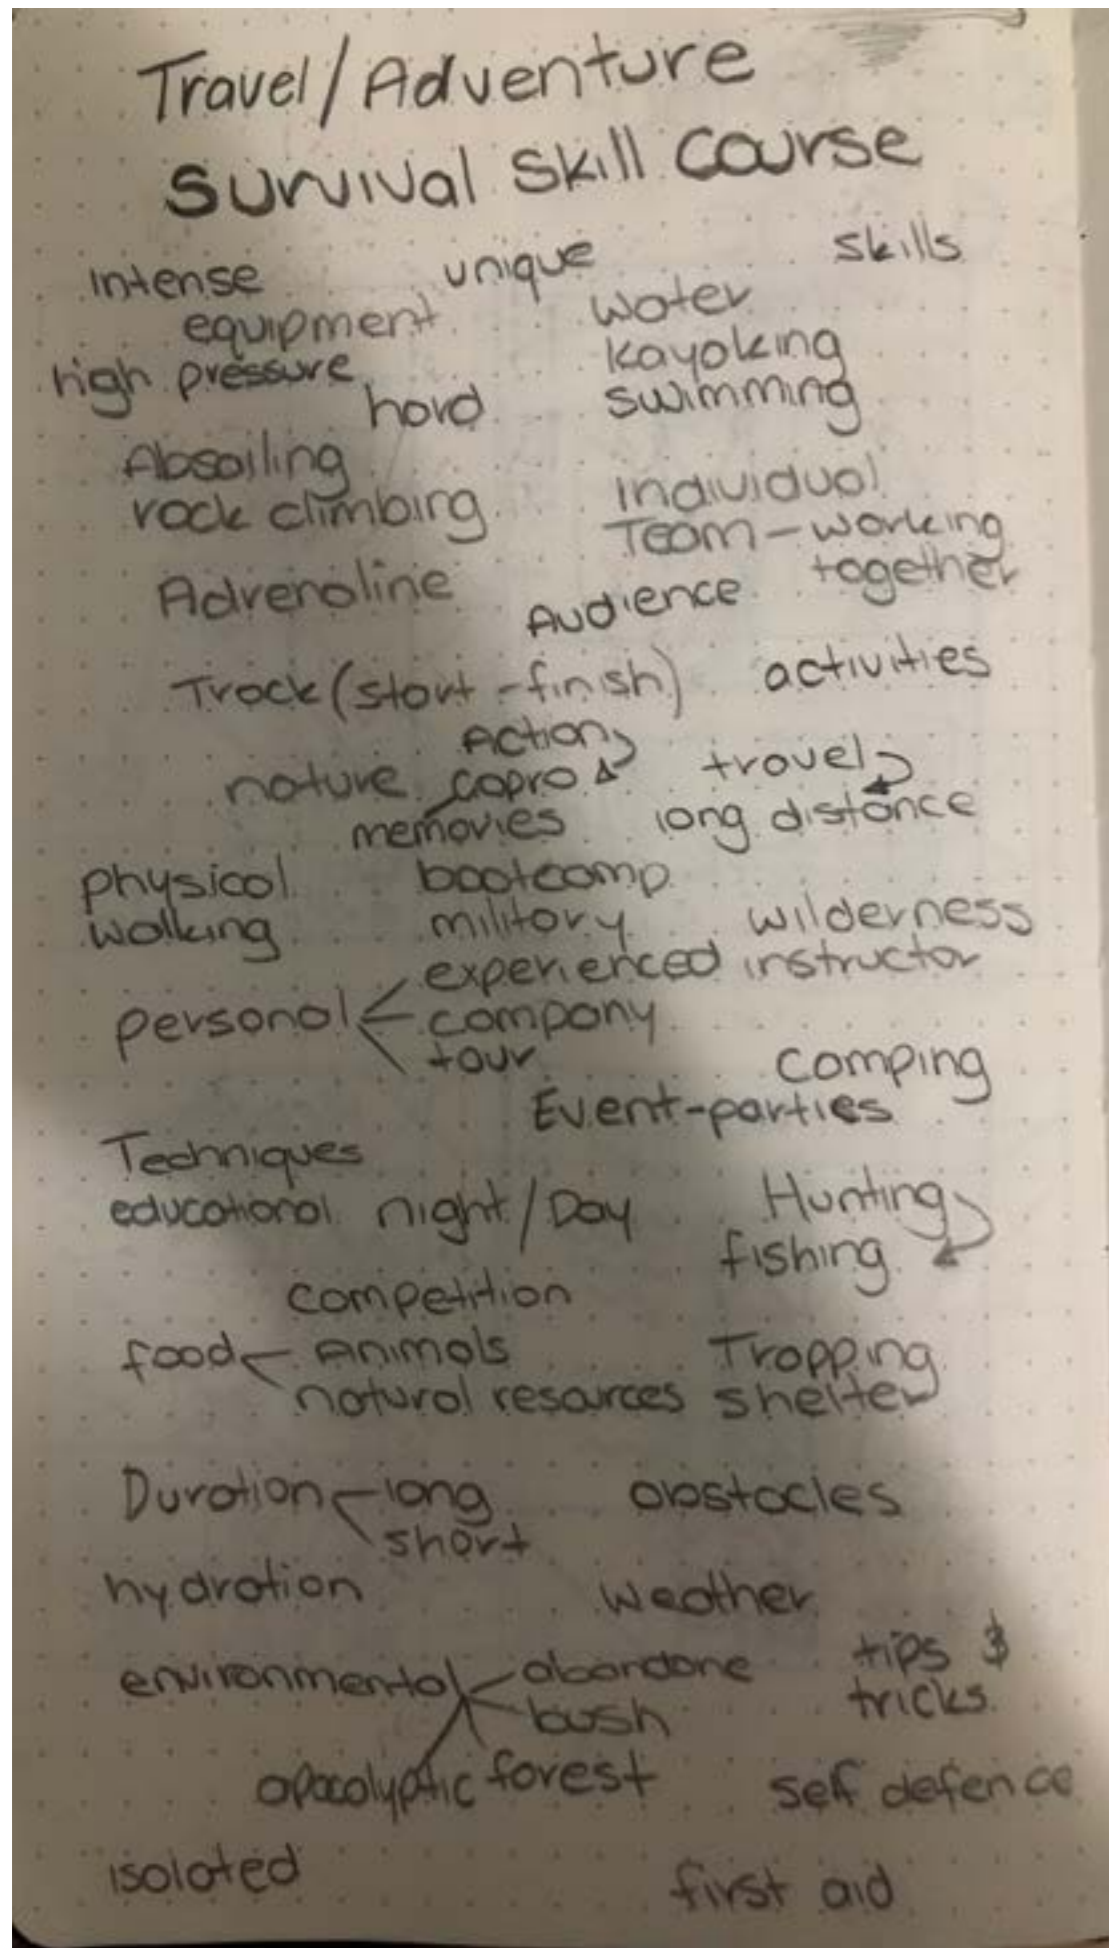 Travel/Adventure
Survival Skill Course
intense unique skills
equipment water
high pressure kayaking
hard swimming
Absailing
rock climbing individual
Team - working
together
Adrenaline
Audience
Track (start - finish) activities
Action
nature gopro travel
memories long distance
physical bootcamp
walking military wilderness
experienced instructor
personal company
tour
camping
Event-parties
Techniques
educational night/Day Hunting
fishing
competition
food animals Trapping
natural resources shelter
Duration long obstacles
short
hydration weather
environmental abandone tips &
bush tricks
apacolyptic forest self defence
isolated first aid